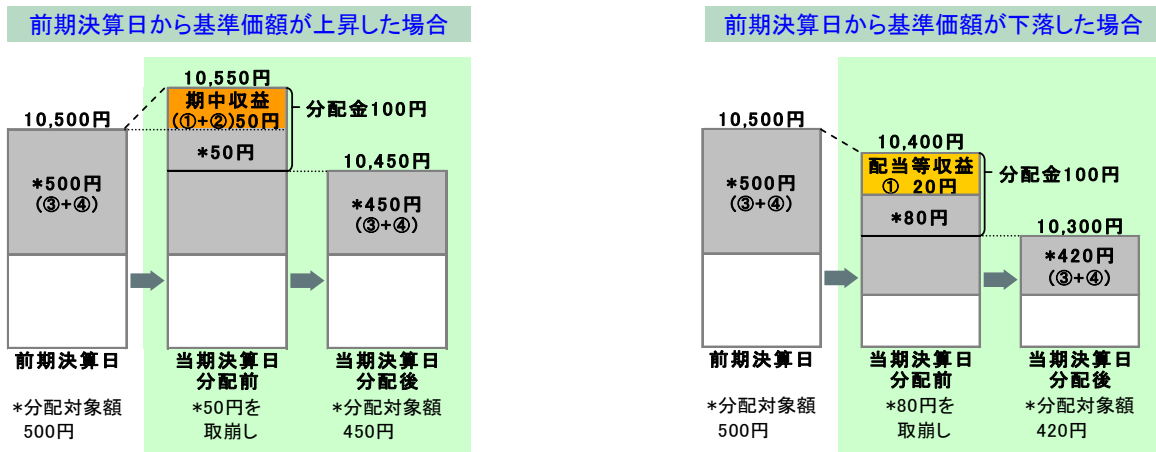 前期決算日から基準価額が上昇した場合
10,550円
期中収益
(①+②)50円
分配金100円
10,500円
*50円
10,450円
*500円
(③+④)
*450円
(③+④)
前期決算日
当期決算日
分配前
当期決算日
分配後
*分配対象額
500円
*50円を
取崩し
*分配対象額
450円
前期決算日から基準価額が下落した場合
10,500円
10,400円
配当等収益
① 20円
分配金100円
*500円
(③+④)
*80円
10,300円
*420円
(③+④)
前期決算日
当期決算日
分配前
当期決算日
分配後
*分配対象額
500円
*80円を
取崩し
*分配対象額
420円